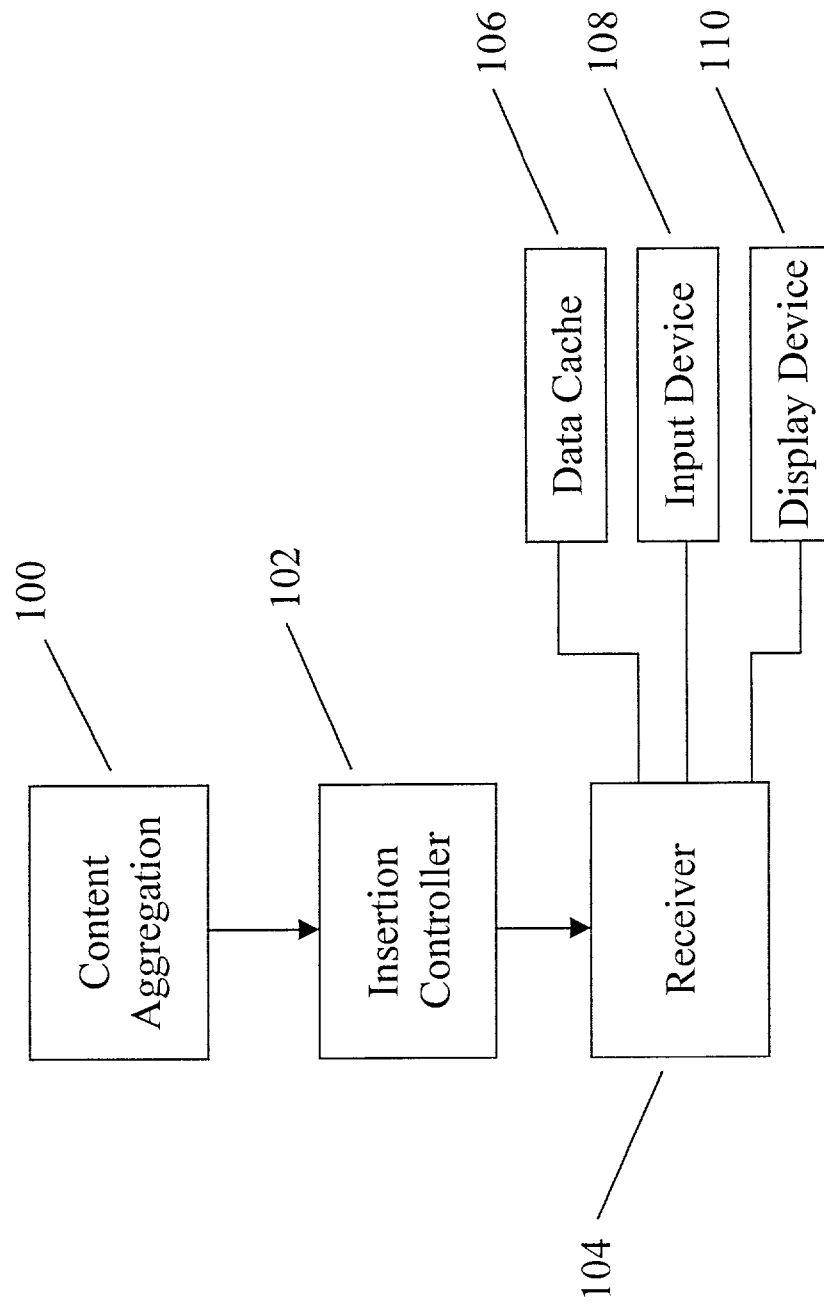 100
Content
Aggregation
102
Insertion
Controller
104
Receiver
106
Data Cache
108
Input Device
110
Display Device